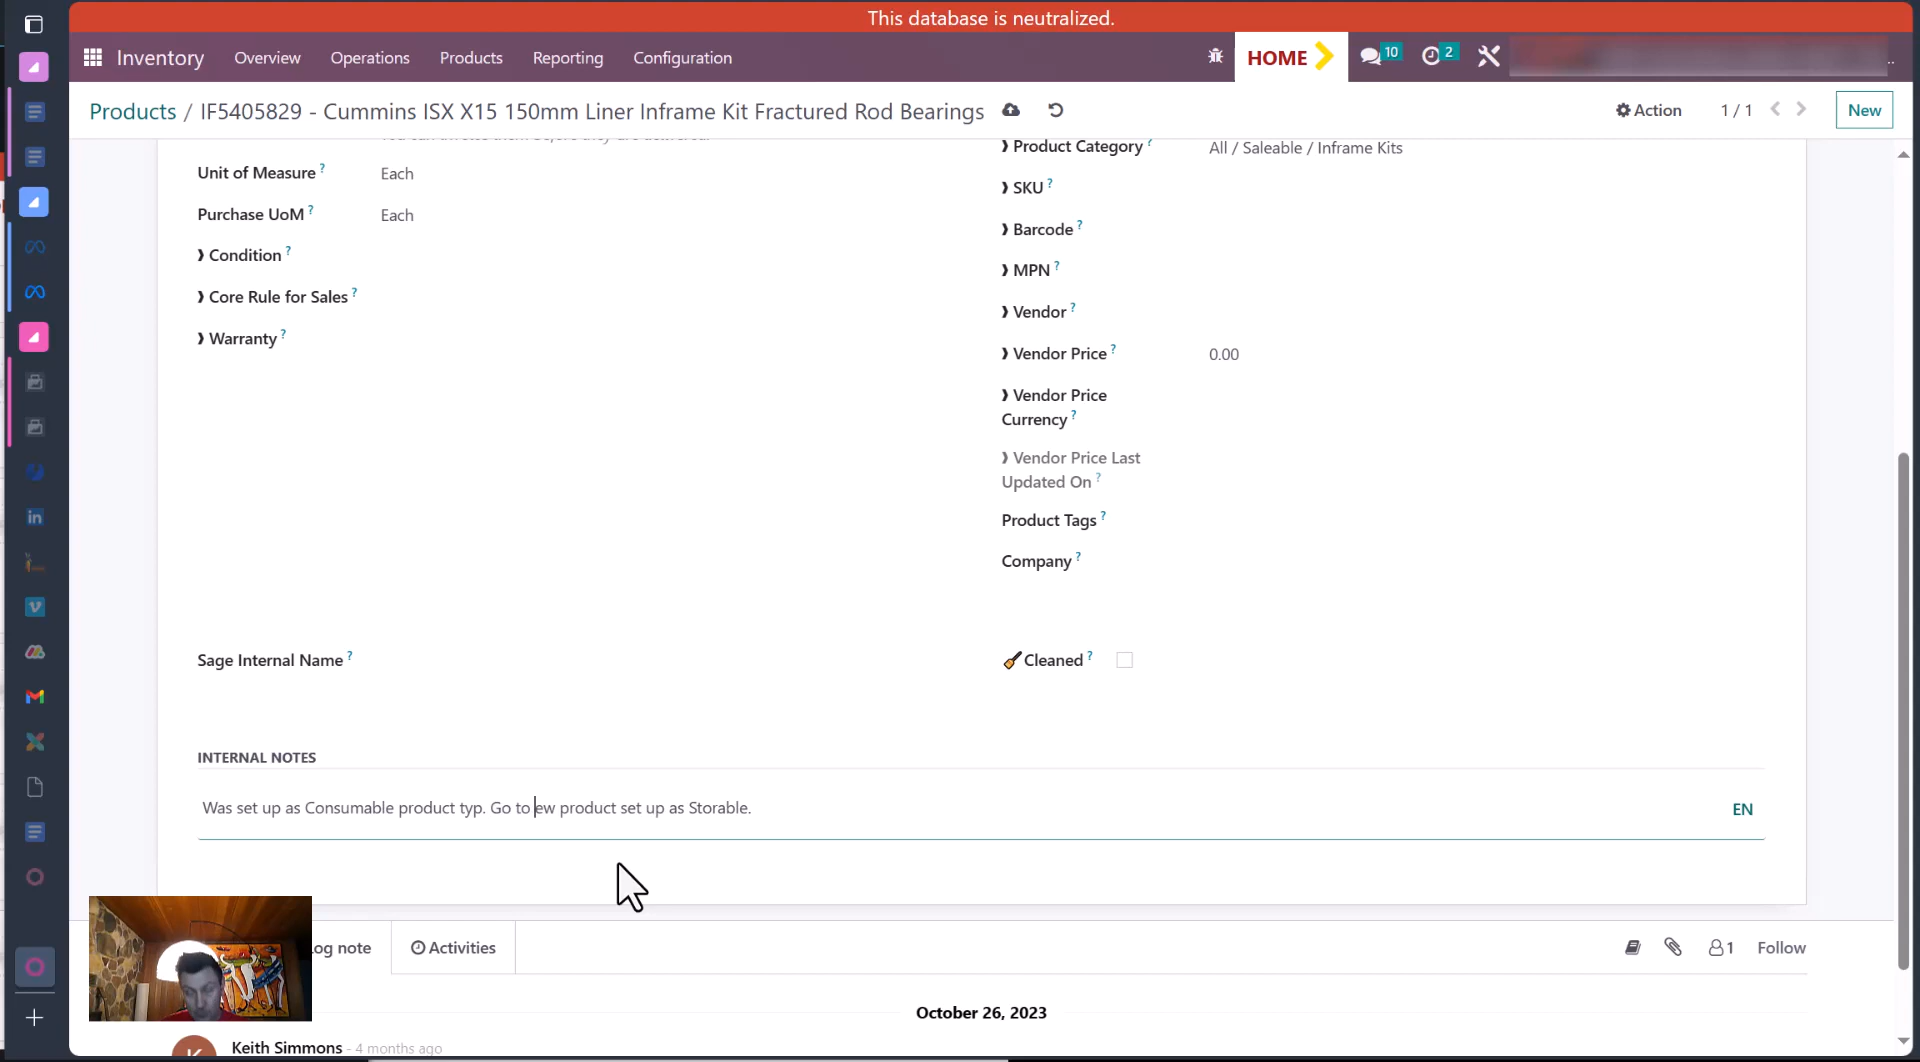 This database is neutralized.
Inventory Overview Operations Products Reporting Configuration HOME 10 2
Products / IF5405829 - Cummins ISX X15 150mm Liner Inframe Kit Fractured Rod Bearings Action 1 / 1 New
Product Category ? All / Saleable / Inframe Kits
Unit of Measure ? Each
SKU ?
Purchase UoM ? Each
Barcode ?
Condition ?
MPN ?
Core Rule for Sales ?
Vendor ?
Warranty ?
Vendor Price ? 0.00
Vendor Price
Currency ?
Vendor Price Last
Updated On ?
Product Tags ?
Company ?
Sage Internal Name ?
Cleaned ?
INTERNAL NOTES
Was set up as Consumable product typ. Go to ew product set up as Storable.
EN
og note Activities 1 Follow
October 26, 2023
Keith Simmons - 4 months ago